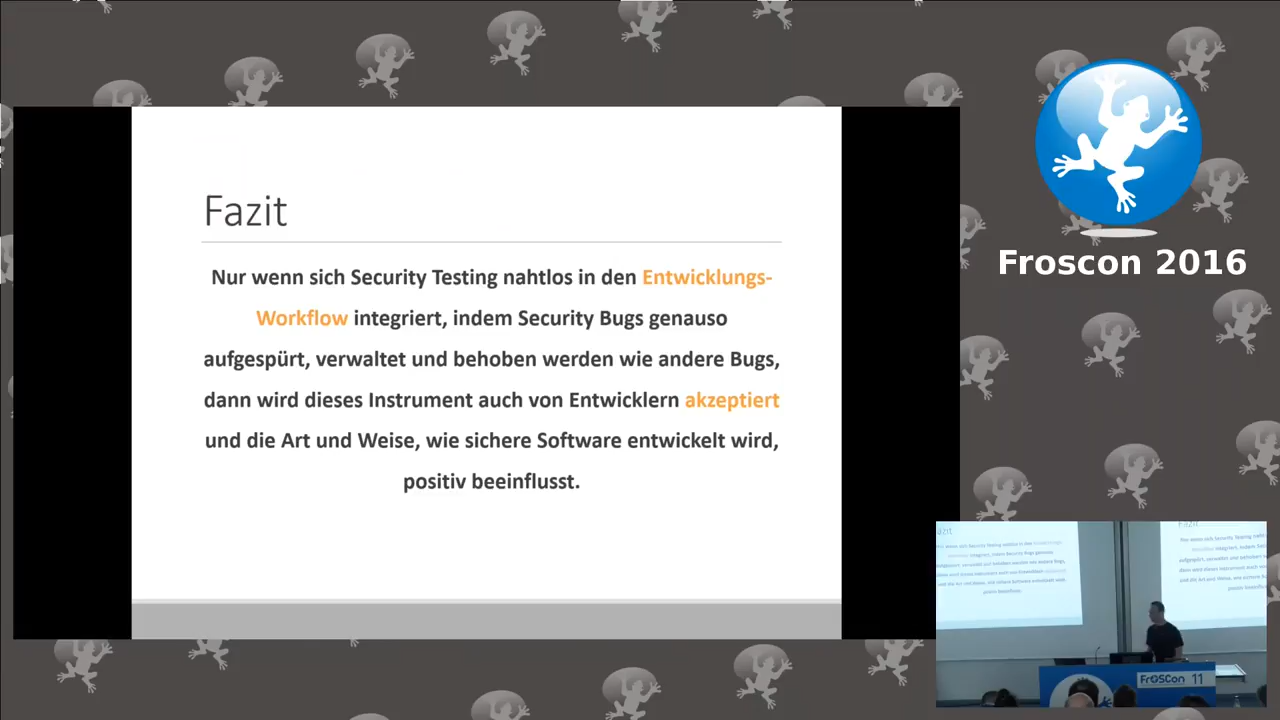 Fazit
Nur wenn sich Security Testing nahtlos in den Entwicklungs-
Workflow integriert, indem Security Bugs genauso
aufgespürt, verwaltet und behoben werden wie andere Bugs,
dann wird dieses Instrument auch von Entwicklern akzeptiert
und die Art und Weise, wie sichere Software entwickelt wird,
positiv beeinflusst.
Froscon 2016
FrOSCon 11